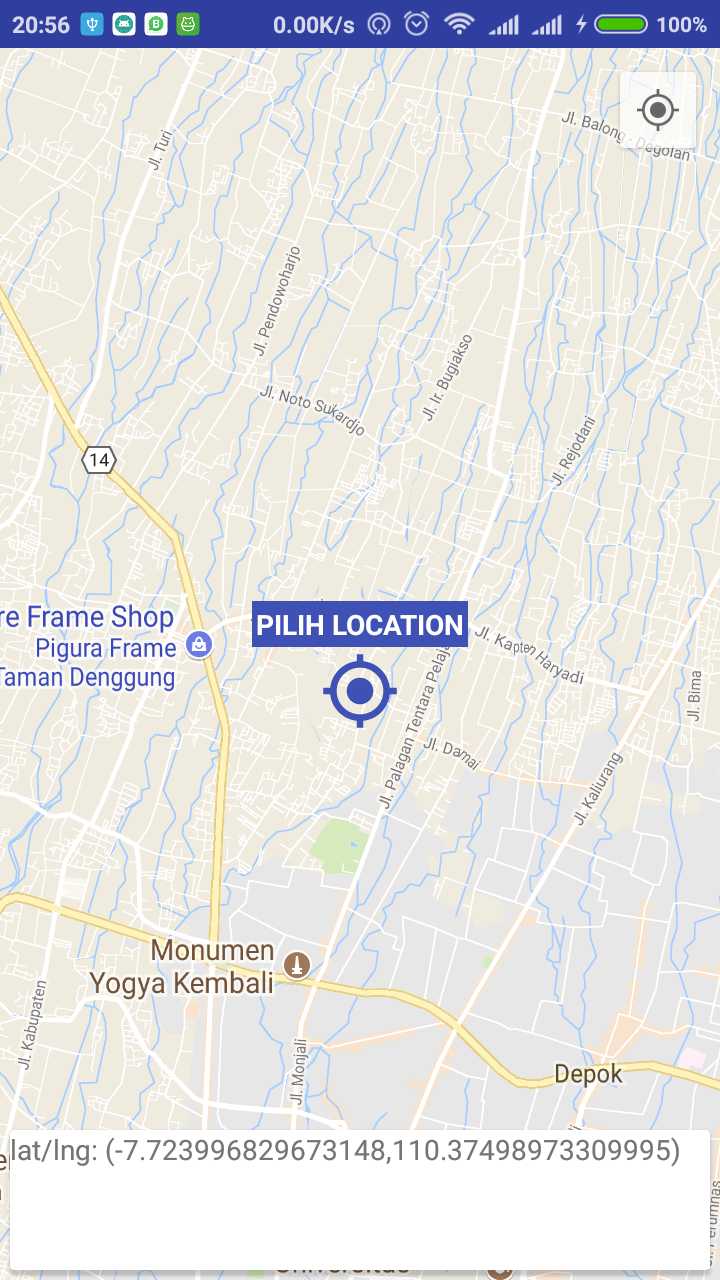 20:56
0.00K/s
100%
Jl. Turi
Jl. Balong - Degolan
Jl. Pendowoharjo
Jl. Ir. Bugiakso
Jl. Noto Sukardjo
Jl. Rejodani
14
re Frame Shop
Pigura Frame
Taman Denggung
PILIH LOCATION
Jl. Kapten Haryadi
Jl. Palagan Tentara Pelaja
Jl. Bima
Jl. Damai
Jl. Kaliurang
Monumen
Yogya Kembali
Jl. Kabupaten
Jl. Monjali
Depok
lat/lng: (-7.723996829673148,110.37498973309995)